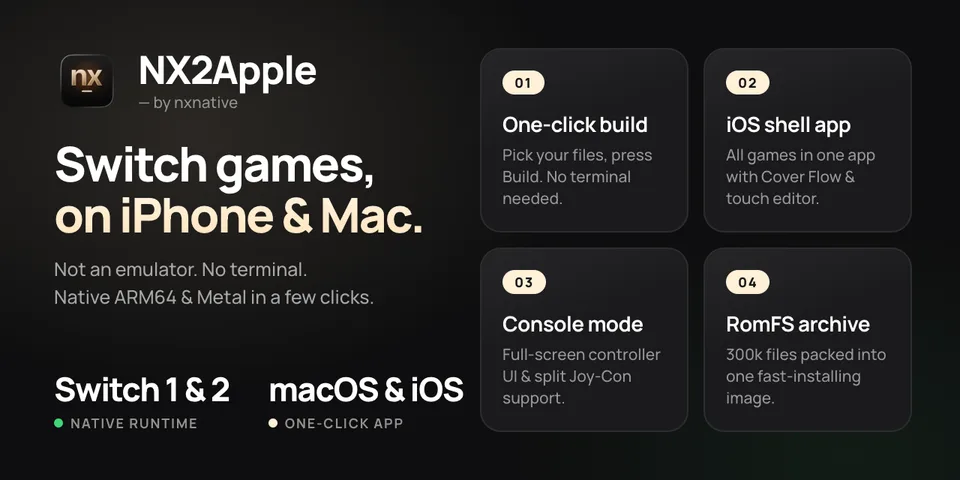 nx
NX2Apple
— by nxnative
Switch games,
on iPhone & Mac.
Not an emulator. No terminal.
Native ARM64 & Metal in a few clicks.
Switch 1 & 2
NATIVE RUNTIME
macOS & iOS
ONE-CLICK APP
01
One-click build
Pick your files, press
Build. No terminal
needed.
02
iOS shell app
All games in one app
with Cover Flow &
touch editor.
03
Console mode
Full-screen controller
UI & split Joy-Con
support.
04
RomFS archive
300k files packed into
one fast-installing
image.